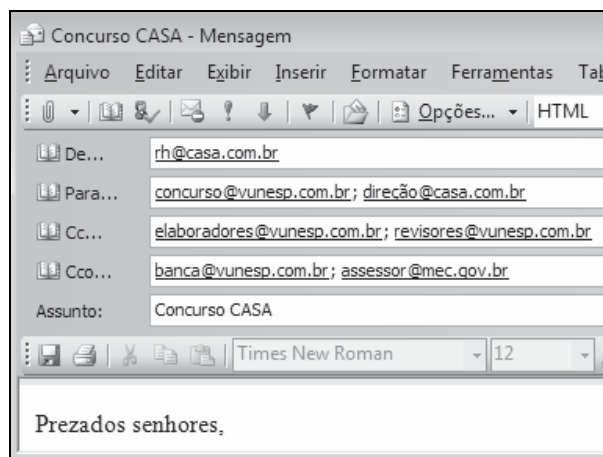 Concurso CASA - Mensagem
Arquivo Editar Exibir Inserir Formatar Ferramentas
Opções... HTML
De... rh@casa.com.br
Para... concurso@vunesp.com.br; direção@casa.com.br
Cc... elaboradores@vunesp.com.br; revisores@vunesp.com.br
Cco... banca@vunesp.com.br; assessor@mec.gov.br
Assunto: Concurso CASA
Times New Roman 12
Prezados senhores,